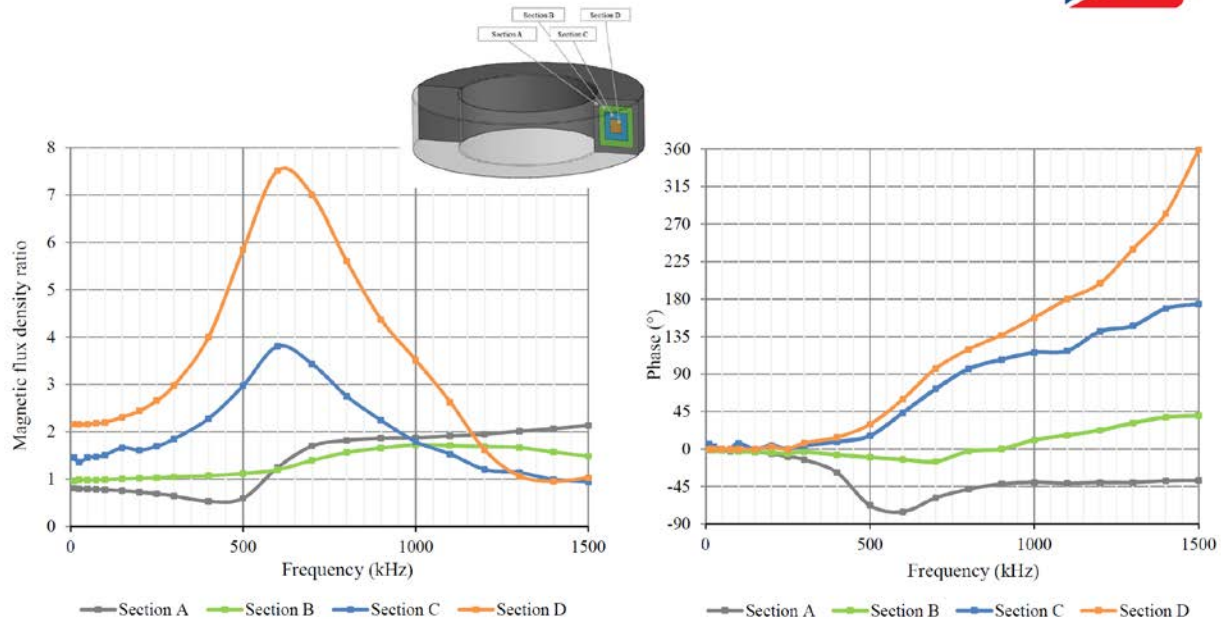 Section B Section D
Section A Section C
Magnetic flux density ratio
8
7
6
5
4
3
2
1
0
0 500 1000 1500
Frequency (kHz)
Section A Section B Section C Section D
Phase (°)
360
315
270
225
180
135
90
45
0
-45
-90
0 500 1000 1500
Frequency (kHz)
Section A Section B Section C Section D